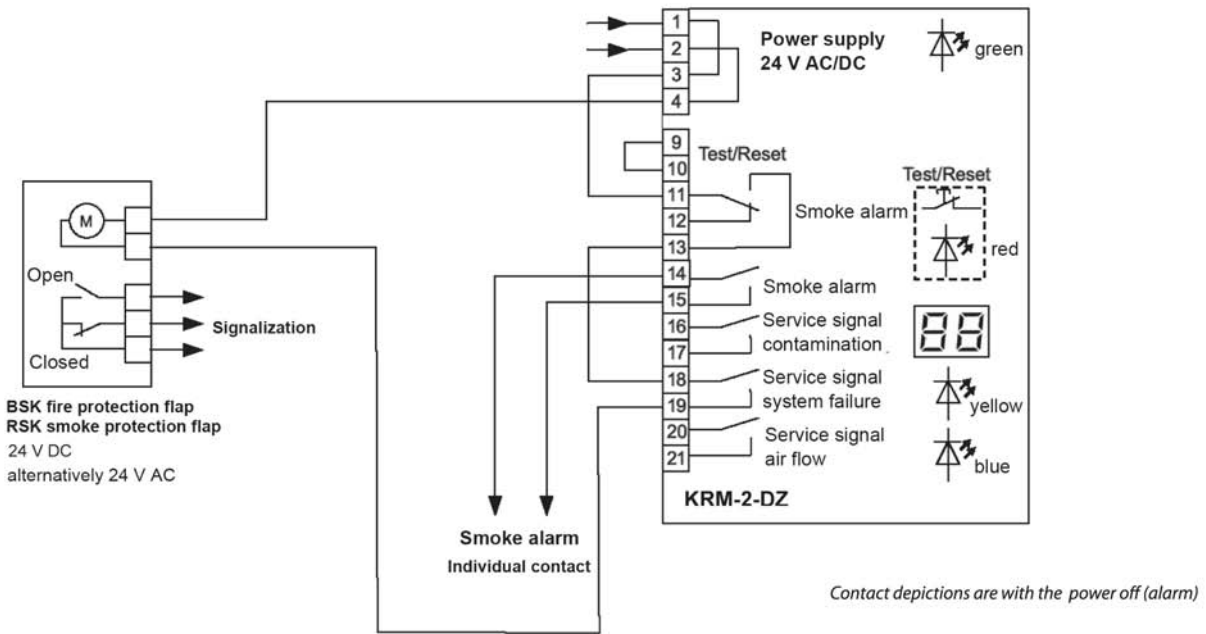 1
2
3
4
9
10
11
12
13
14
15
16
17
18
19
20
21
Power supply
24 V AC/DC
green
Test/Reset
Smoke alarm
Test/Reset
red
Smoke alarm
Service signal
contamination
88
Service signal
system failure
yellow
Service signal
air flow
blue
KRM-2-DZ
M
Open
Closed
Signalization
BSK fire protection flap
RSK smoke protection flap
24 V DC
alternatively 24 V AC
Smoke alarm
Individual contact
Contact depictions are with the power off (alarm)